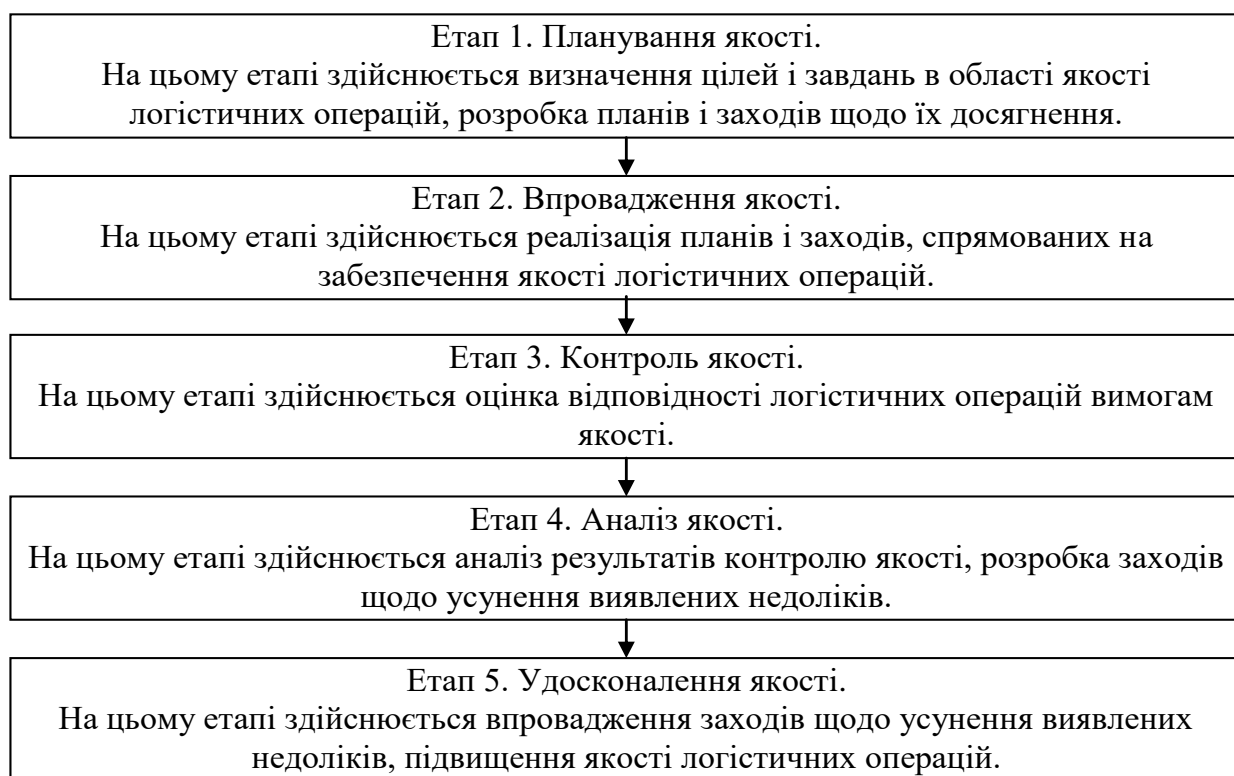 Етап 1. Планування якості.
На цьому етапі здійснюється визначення цілей і завдань в області якості
логістичних операцій, розробка планів і заходів щодо їх досягнення.
Етап 2. Впровадження якості.
На цьому етапі здійснюється реалізація планів і заходів, спрямованих на
забезпечення якості логістичних операцій.
Етап 3. Контроль якості.
На цьому етапі здійснюється оцінка відповідності логістичних операцій вимогам
якості.
Етап 4. Аналіз якості.
На цьому етапі здійснюється аналіз результатів контролю якості, розробка заходів
щодо усунення виявлених недоліків.
Етап 5. Удосконалення якості.
На цьому етапі здійснюється впровадження заходів щодо усунення виявлених
недоліків, підвищення якості логістичних операцій.